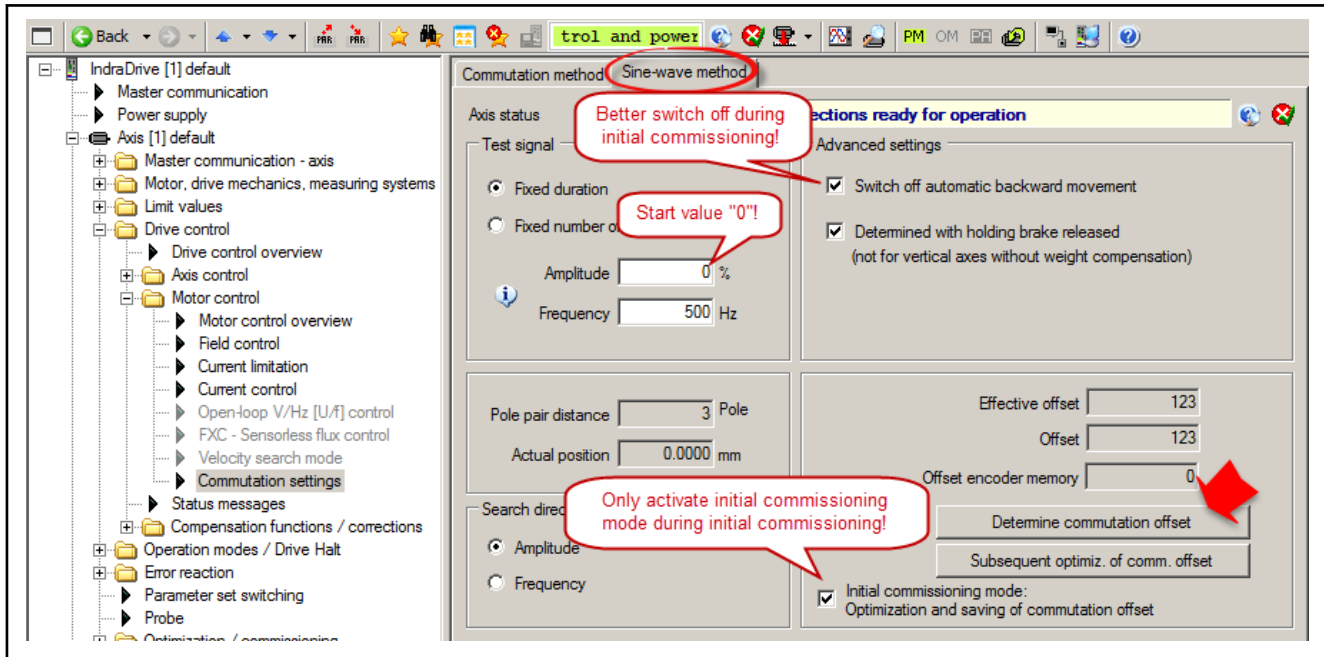 Back
PAR PAR
trol and power
PM OM
IndraDrive [1] default
Master communication
Power supply
Axis [1] default
Master communication - axis
Motor, drive mechanics, measuring systems
Limit values
Drive control
Drive control overview
Axis control
Motor control
Motor control overview
Field control
Current limitation
Current control
Open-loop V/Hz [U/f] control
FXC - Sensorless flux control
Velocity search mode
Commutation settings
Status messages
Compensation functions / corrections
Operation modes / Drive Halt
Error reaction
Parameter set switching
Probe
Optimization / commissioning
Commutation method
Sine-wave method
Axis status
ections ready for operation
Better switch off during
initial commissioning!
Test signal
Fixed duration
Fixed number o
Start value "0"!
Amplitude 0 %
Frequency 500 Hz
Advanced settings
Switch off automatic backward movement
Determined with holding brake released
(not for vertical axes without weight compensation)
Pole pair distance 3 Pole
Actual position 0.0000 mm
Effective offset 123
Offset 123
Offset encoder memory 0
Only activate initial commissioning
mode during initial commissioning!
Search direc
Amplitude
Frequency
Determine commutation offset
Subsequent optimiz. of comm. offset
Initial commissioning mode:
Optimization and saving of commutation offset